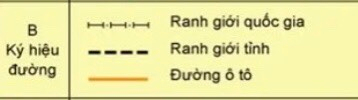 B
Ký hiệu
đường
Ranh giới quốc gia
Ranh giới tỉnh
Đường ô tô